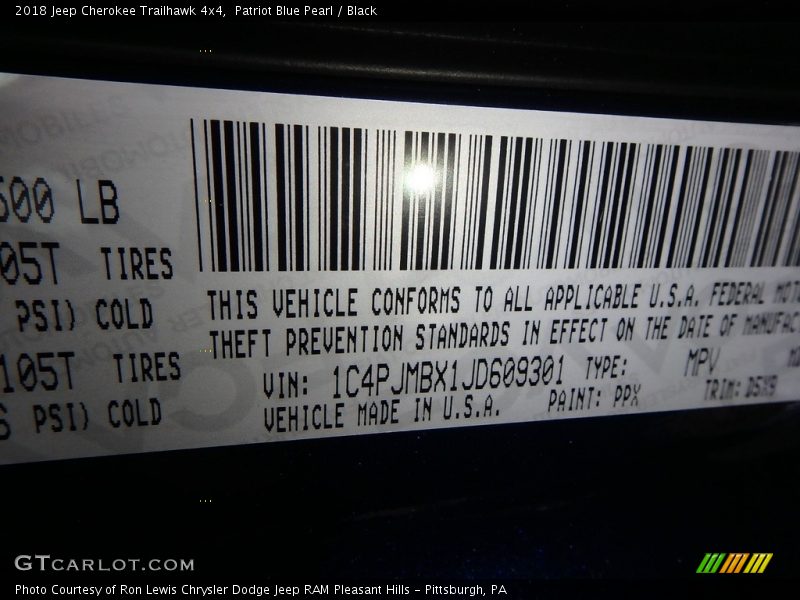 2018 Jeep Cherokee Trailhawk 4x4, Patriot Blue Pearl / Black
500 LB
05T TIRES
PSI) COLD
105T TIRES
PSI) COLD
THIS VEHICLE CONFORMS TO ALL APPLICABLE U.S.A. FEDERAL MOTO
THEFT PREVENTION STANDARDS IN EFFECT ON THE DATE OF MANUFAC
VIN: 1C4PJMBX1JD609301 TYPE: MPV
VEHICLE MADE IN U.S.A. PAINT: PPX TRIM: D5X9
GTCARLOT.COM
Photo Courtesy of Ron Lewis Chrysler Dodge Jeep RAM Pleasant Hills - Pittsburgh, PA